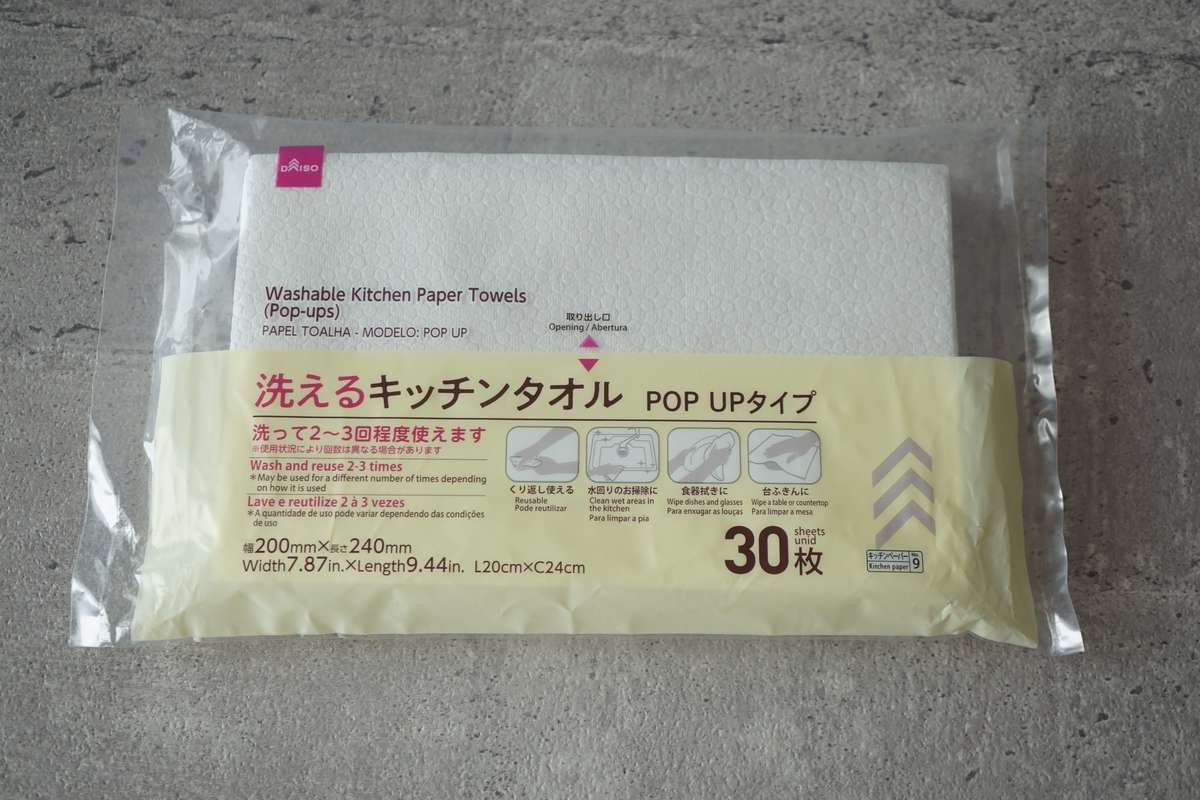 DAISO
Washable Kitchen Paper Towels
(Pop-ups)
PAPEL TOALHA - MODELO: POP UP
取り出し口
Opening / Abertura
洗えるキッチンタオル POP UPタイプ
洗って2〜3回程度使えます
※使用状況により回数は異なる場合があります
Wash and reuse 2-3 times
*May be used for a different number of times depending
on how it is used
Lave e reutilize 2 à 3 vezes
*A quantidade de uso pode variar dependendo das condições
de uso
くり返し使える
Reusable
Pode reutilizar
水回りのお掃除に
Clean wet areas in
the kitchen
Para limpar a pia
食器拭きに
Wipe dishes and glasses
Para enxugar as louças
台ふきんに
Wipe a table or countertop
Para limpar a mesa
幅200mm×長さ240mm
Width7.87in.×Length9.44in. L20cm×C24cm
30枚
sheets
unid
キッチンペーパー
Kitchen paper
No.
9